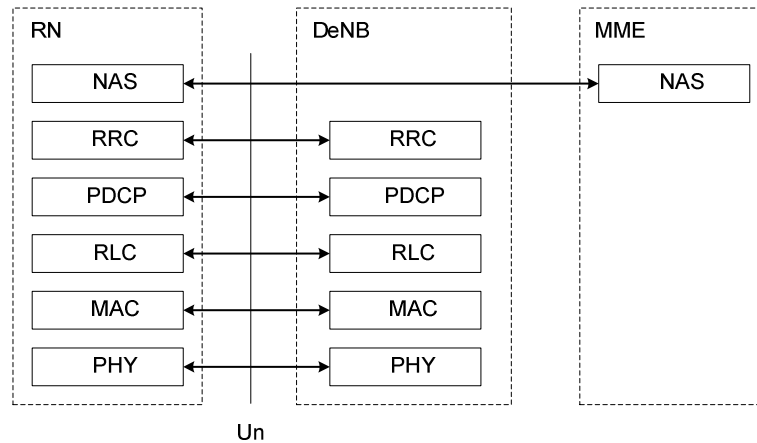 RN DeNB MME
NAS NAS
RRC RRC
PDCP PDCP
RLC RLC
MAC MAC
PHY PHY
Un